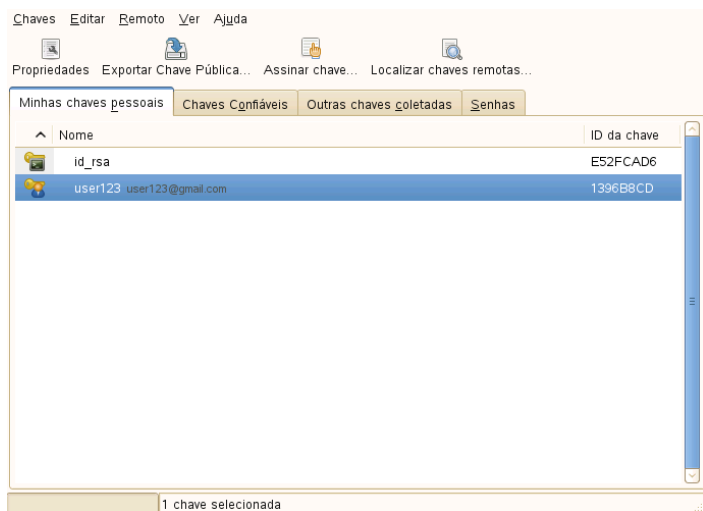 Chaves Editar Remoto Ver Ajuda
Propriedades Exportar Chave Pública... Assinar chave... Localizar chaves remotas...
Minhas chaves pessoais Chaves Confiáveis Outras chaves coletadas Senhas
Nome ID da chave
id_rsa E52FCAD6
user123 user123@gmail.com 1396B8CD
1 chave selecionada